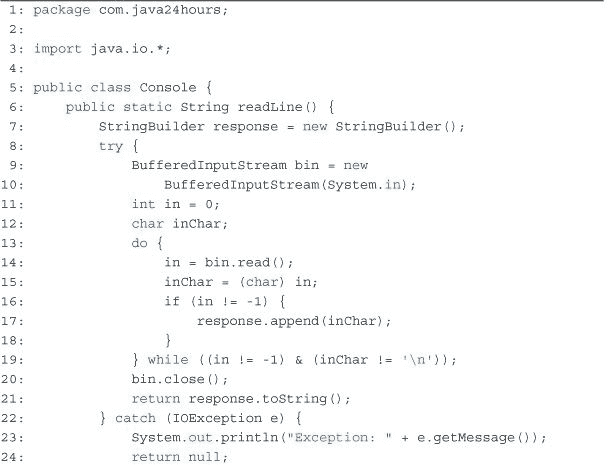 1: package com.java24hours;
2:
3: import java.io.*;
4:
5: public class Console {
6:     public static String readLine() {
7:         StringBuilder response = new StringBuilder();
8:         try {
9:             BufferedInputStream bin = new
10:                 BufferedInputStream(System.in);
11:             int in = 0;
12:             char inChar;
13:             do {
14:                 in = bin.read();
15:                 inChar = (char) in;
16:                 if (in != -1) {
17:                     response.append(inChar);
18:                 }
19:             } while ((in != -1) & (inChar != '\n'));
20:             bin.close();
21:             return response.toString();
22:         } catch (IOException e) {
23:             System.out.println("Exception: " + e.getMessage());
24:             return null;